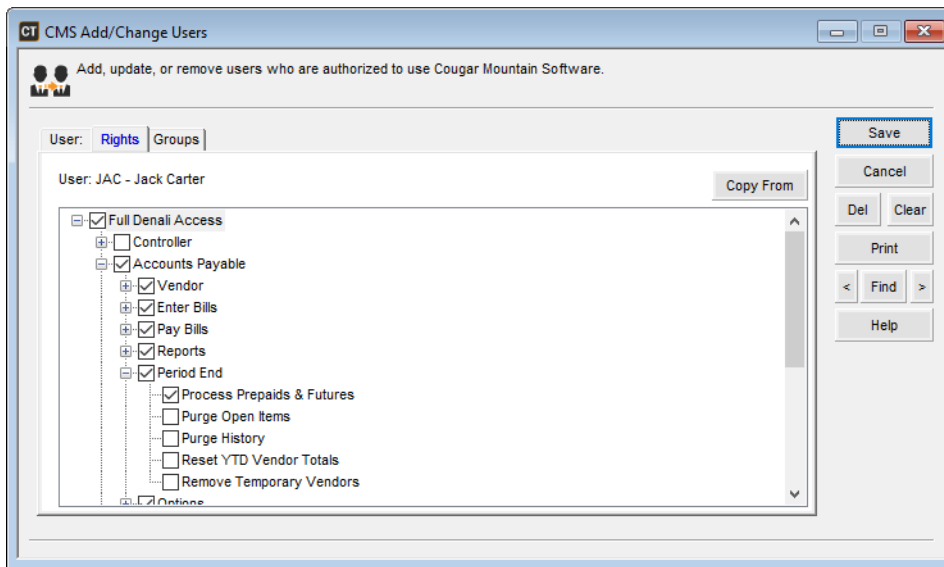 CT CMS Add/Change Users
Add, update, or remove users who are authorized to use Cougar Mountain Software.
User: Rights Groups
User: JAC - Jack Carter
Copy From
Full Denali Access
Controller
Accounts Payable
Vendor
Enter Bills
Pay Bills
Reports
Period End
Process Prepaids & Futures
Purge Open Items
Purge History
Reset YTD Vendor Totals
Remove Temporary Vendors
Options
Save
Cancel
Del Clear
Print
< Find >
Help